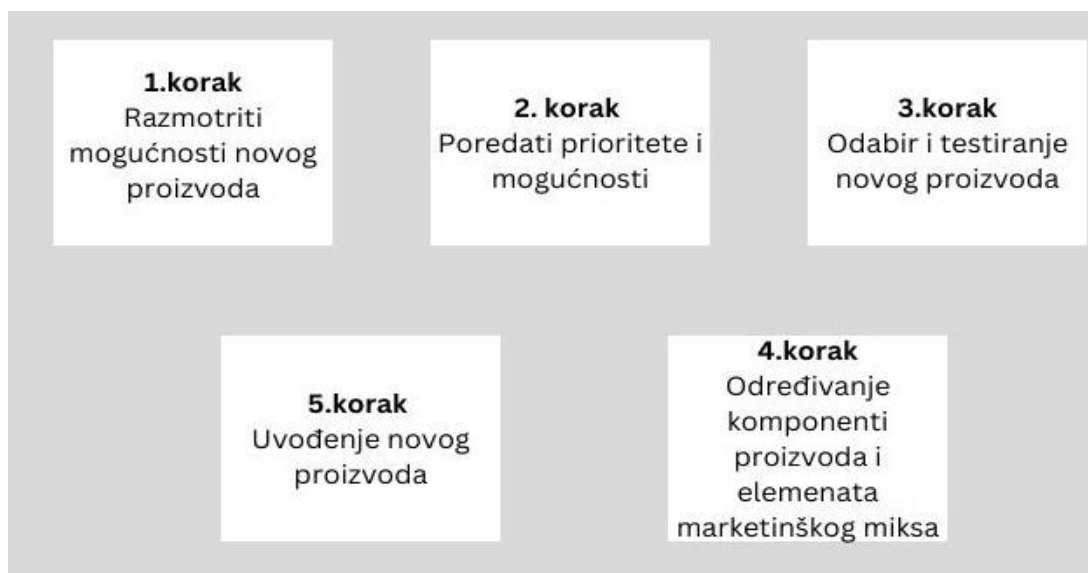 1.korak
Razmotriti
mogućnosti novog
proizvoda
2. korak
Poredati prioritete i
mogućnosti
3.korak
Odabir i testiranje
novog proizvoda
4.korak
Određivanje
komponenti
proizvoda i
elemenata
marketinškog miksa
5.korak
Uvođenje novog
proizvoda